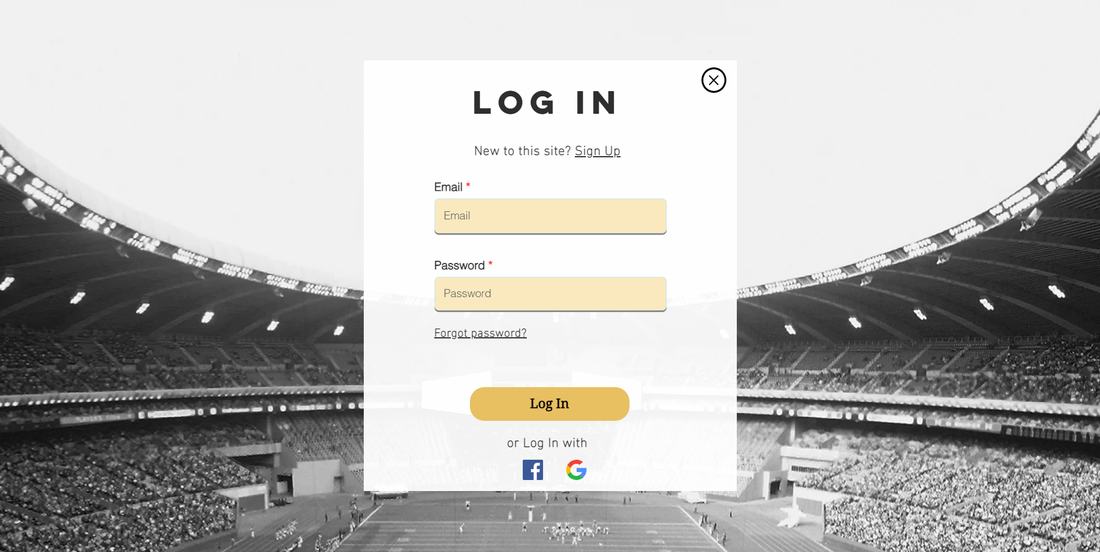 LOG IN
New to this site? Sign Up
Email *
Email
Password *
Password
Forgot password?
Log In
or Log In with